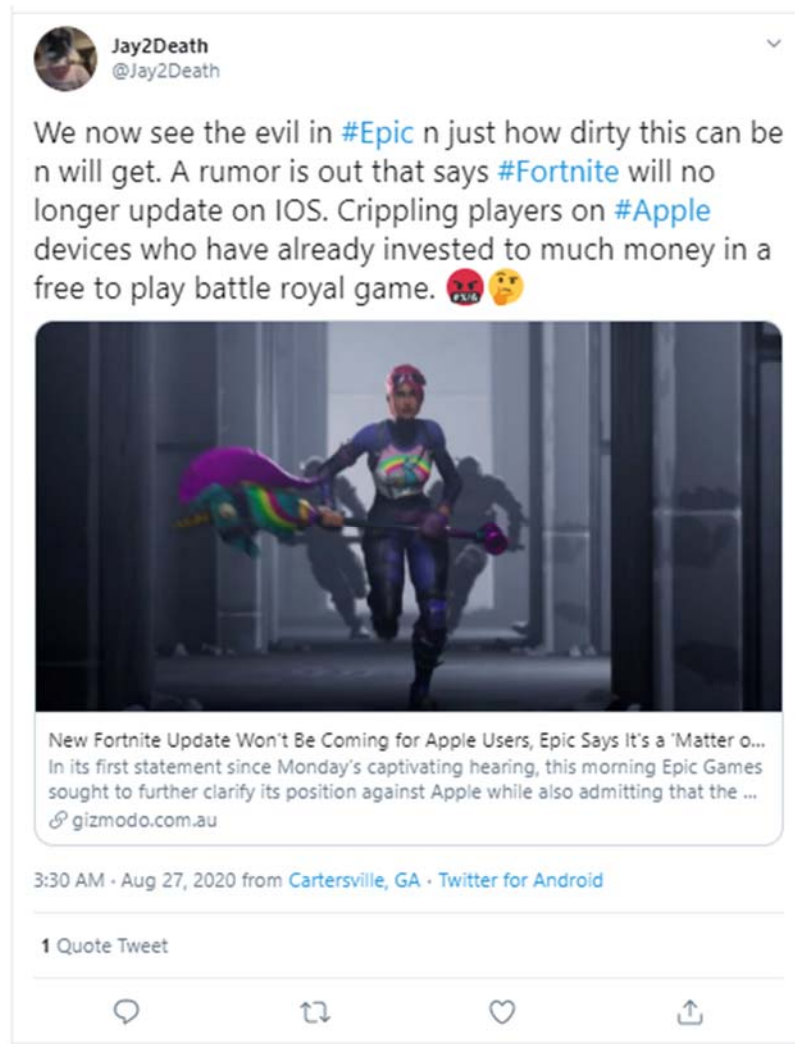 Jay2Death
@Jay2Death
We now see the evil in #Epic n just how dirty this can be
n will get. A rumor is out that says #Fortnite will no
longer update on IOS. Crippling players on #Apple
devices who have already invested to much money in a
free to play battle royal game. 🤬🤔
New Fortnite Update Won't Be Coming for Apple Users, Epic Says It's a 'Matter o...
In its first statement since Monday's captivating hearing, this morning Epic Games
sought to further clarify its position against Apple while also admitting that the ...
gizmodo.com.au
3:30 AM · Aug 27, 2020 from Cartersville, GA · Twitter for Android
1 Quote Tweet